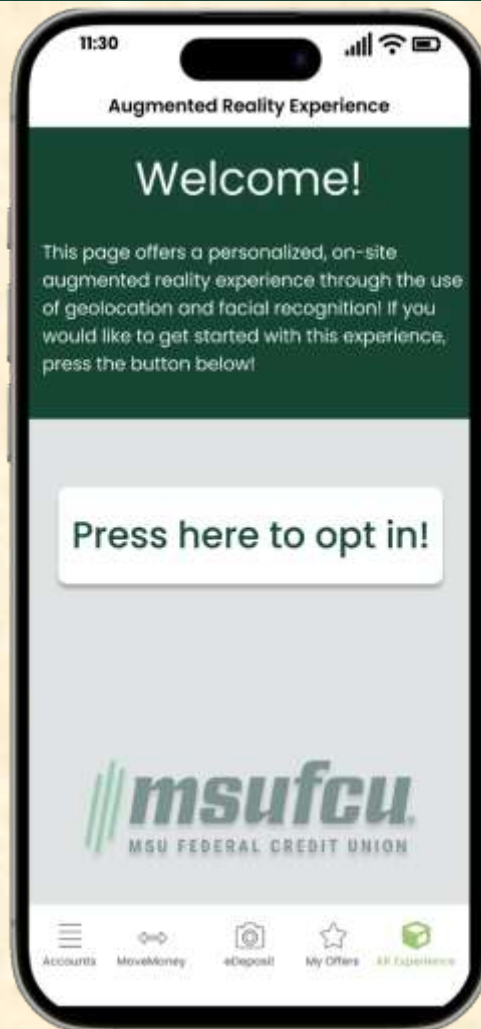 11:30
Augmented Reality Experience
Welcome!
This page offers a personalized, on-site
augmented reality experience through the use
of geolocation and facial recognition! If you
would like to get started with this experience,
press the button below!
Press here to opt in!
msufcu
MSU FEDERAL CREDIT UNION
Accounts MoveMoney eDeposit My Offers AR Experience